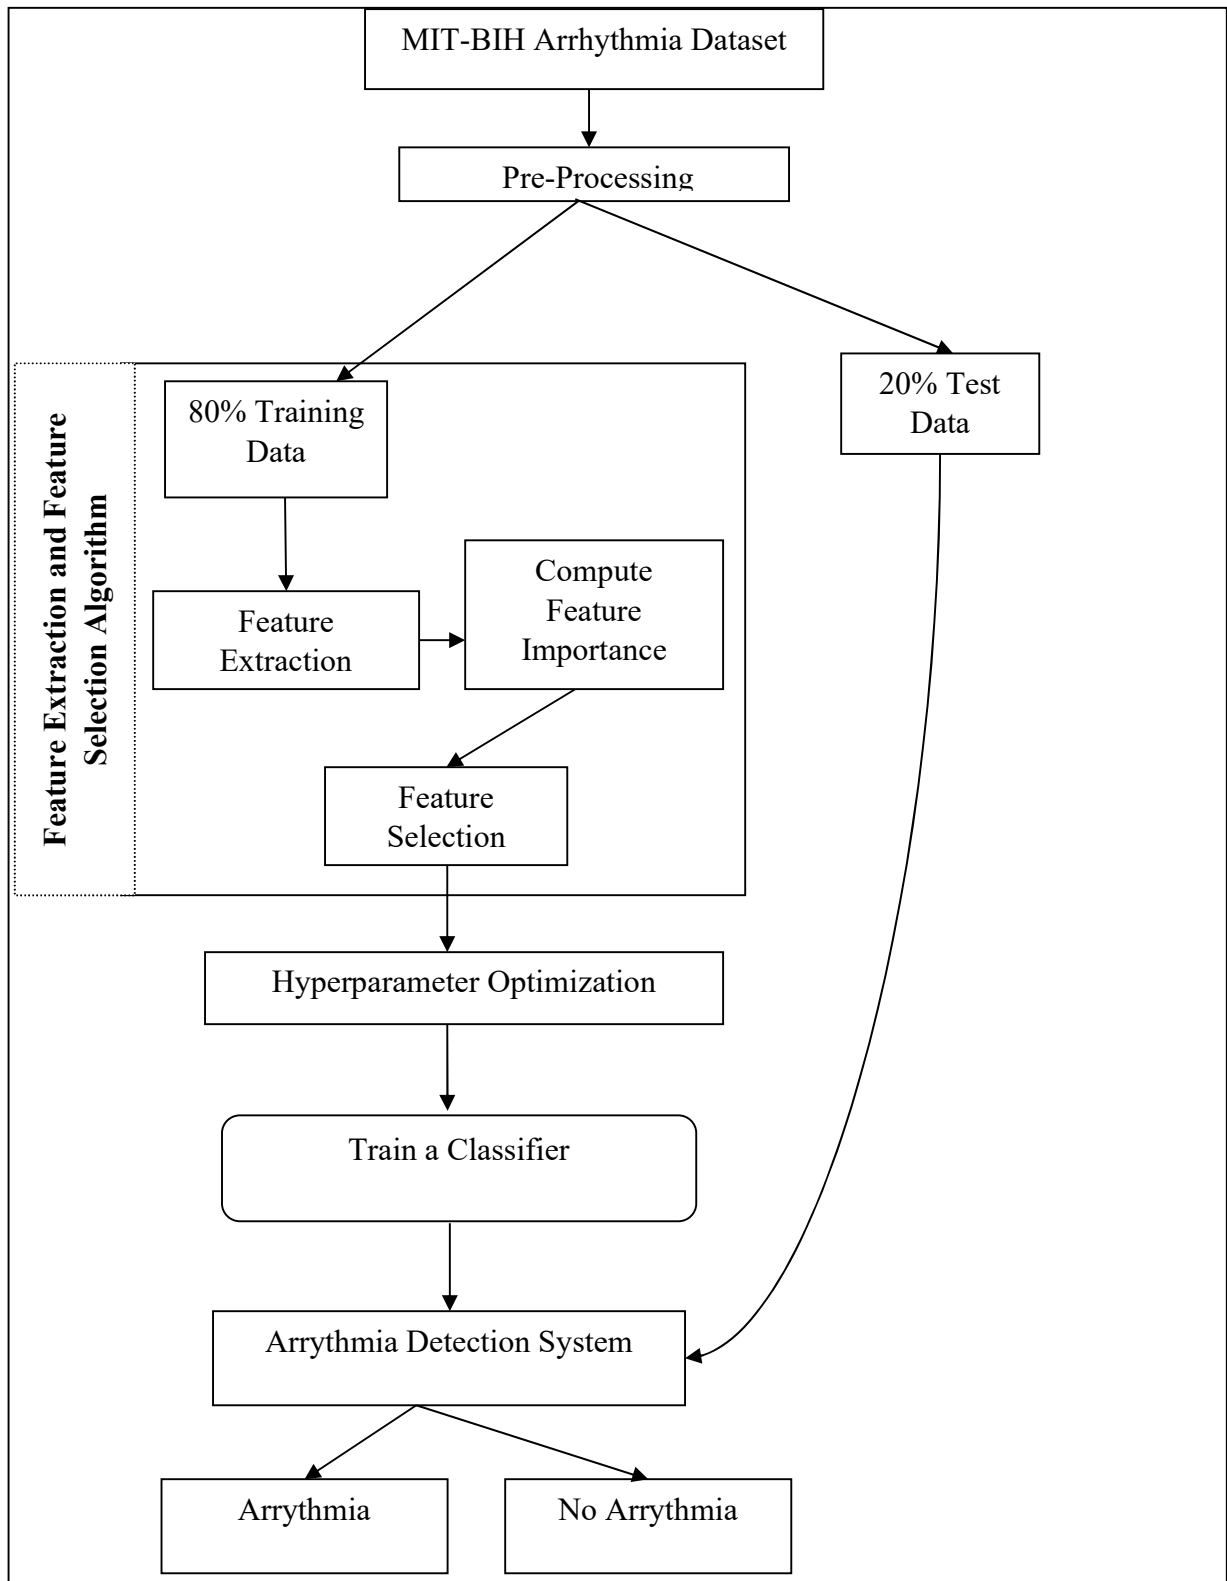 MIT-BIH Arrhythmia Dataset
Pre-Processing
80% Training
Data
20% Test
Data
Feature Extraction and Feature
Selection Algorithm
Feature
Extraction
Compute
Feature
Importance
Feature
Selection
Hyperparameter Optimization
Train a Classifier
Arrythmia Detection System
Arrythmia
No Arrythmia